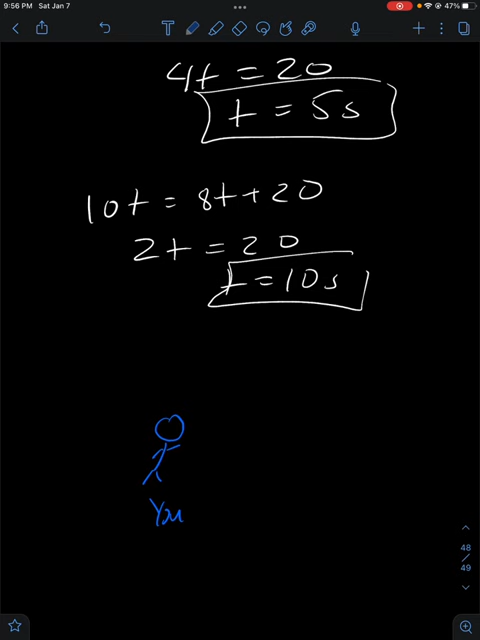 9:56 PM Sat Jan 7
47%
4t = 20
t = 5s
10t = 8t + 20
2t = 20
t = 10s
You
48
/
49